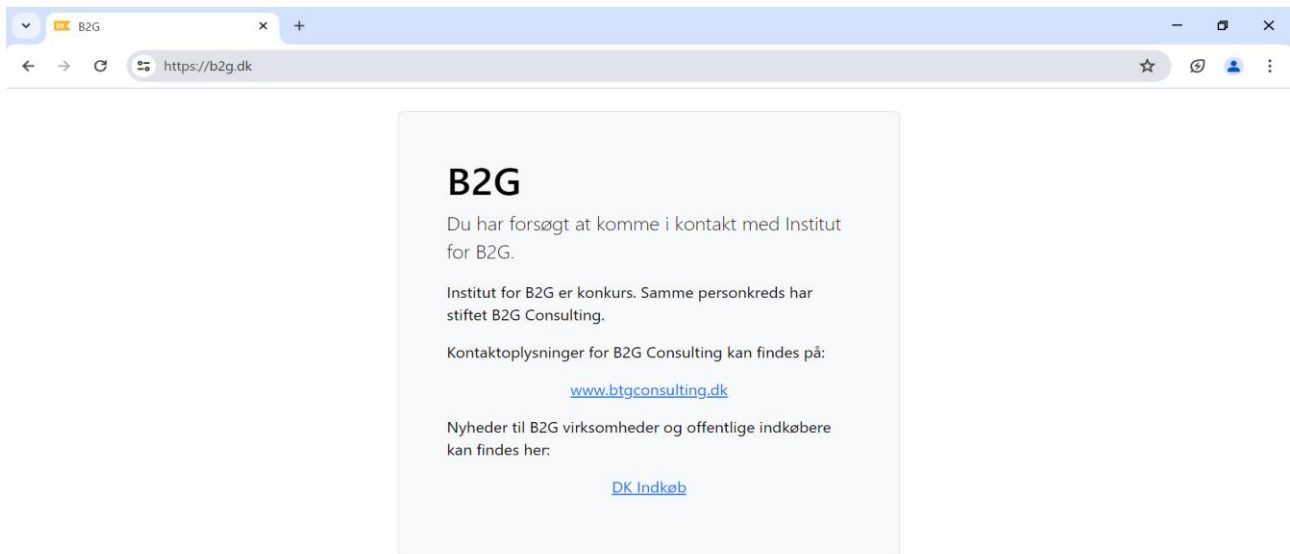 B2G
https://b2g.dk
B2G
Du har forsøgt at komme i kontakt med Institut
for B2G.
Institut for B2G er konkurs. Samme personkreds har
stiftet B2G Consulting.
Kontaktoplysninger for B2G Consulting kan findes på:
www.btgconsulting.dk
Nyheder til B2G virksomheder og offentlige indkøbere
kan findes her:
DK Indkøb